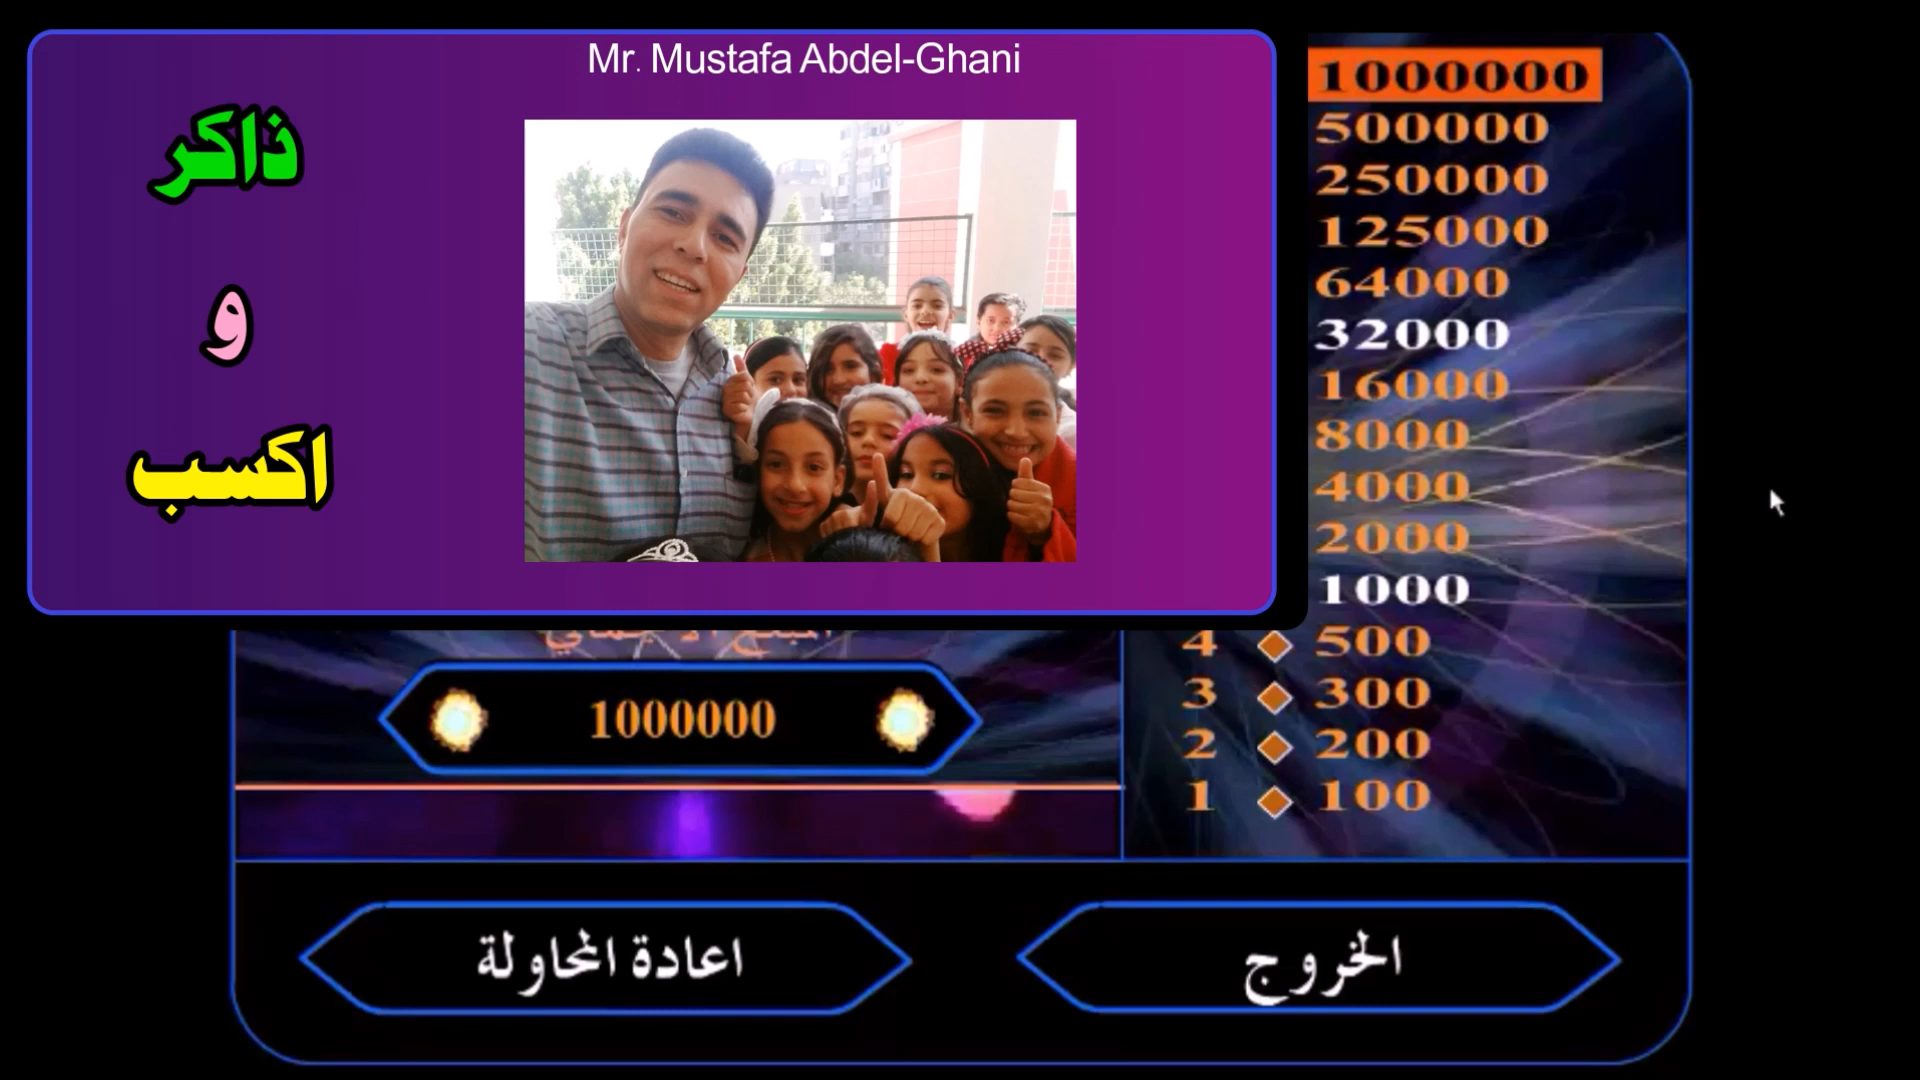 Mr. Mustafa Abdel-Ghani
ذاكر
و
اكسب
1000000
500000
250000
125000
64000
32000
16000
8000
4000
2000
1000
4 ◆ 500
3 ◆ 300
2 ◆ 200
1 ◆ 100
1000000
اعادة المحاولة
الخروج